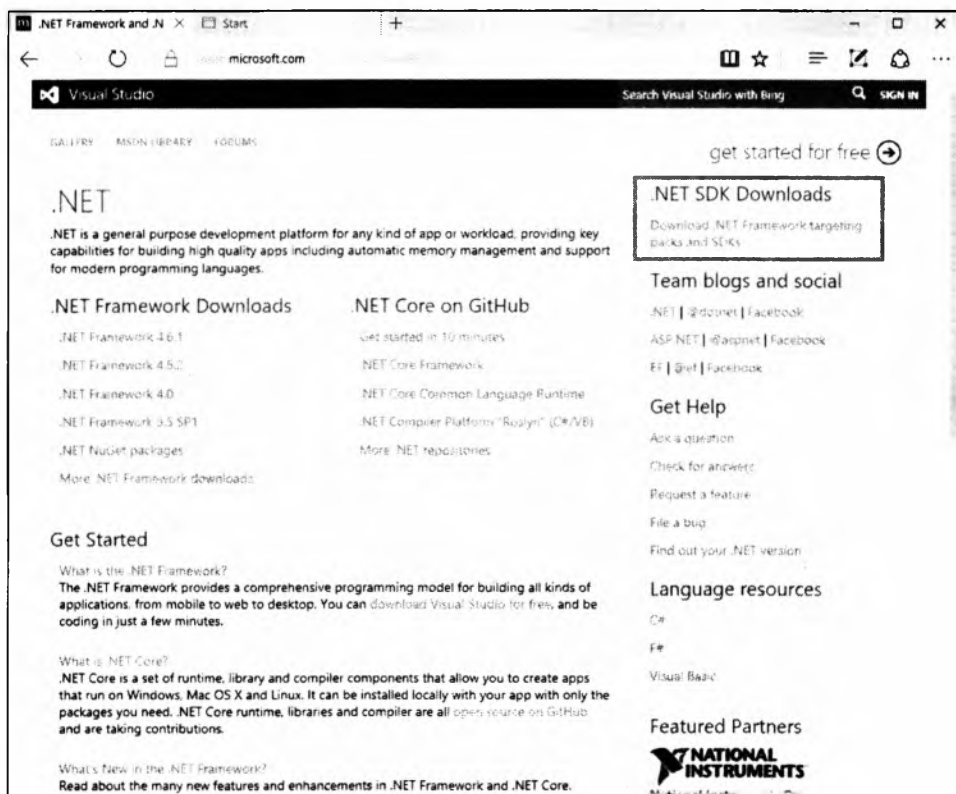 .NET Framework and .N
Start
microsoft.com
Visual Studio
Search Visual Studio with Bing
SIGN IN
GALLERY MSDN LIBRARY FORUMS
get started for free
.NET
.NET is a general purpose development platform for any kind of app or workload, providing key
capabilities for building high quality apps including automatic memory management and support
for modern programming languages.
.NET Framework Downloads
.NET Framework 4.6.1
.NET Framework 4.5.2
.NET Framework 4.0
.NET Framework 3.5 SP1
.NET NuGet packages
More .NET Framework downloads
.NET Core on GitHub
Get started in 10 minutes
.NET Core Framework
.NET Core Common Language Runtime
.NET Compiler Platform "Roslyn" (C#/VB)
More .NET repositories
Get Started
What is the .NET Framework?
The .NET Framework provides a comprehensive programming model for building all kinds of
applications, from mobile to web to desktop. You can download Visual Studio for free, and be
coding in just a few minutes.
What is .NET Core?
.NET Core is a set of runtime, library and compiler components that allow you to create apps
that run on Windows, Mac OS X and Linux. It can be installed locally with your app with only the
packages you need. .NET Core runtime, libraries and compiler are all open source on GitHub
and are taking contributions.
What's New in the .NET Framework?
Read about the many new features and enhancements in .NET Framework and .NET Core.
.NET SDK Downloads
Download .NET Framework targeting
packs and SDKs
Team blogs and social
.NET | @dotnet | Facebook
ASP.NET | @aspnet | Facebook
EF | @ef | Facebook
Get Help
Ask a question
Check for answers
Request a feature
File a bug
Find out your .NET version
Language resources
C#
F#
Visual Basic
Featured Partners
NATIONAL
INSTRUMENTS
National